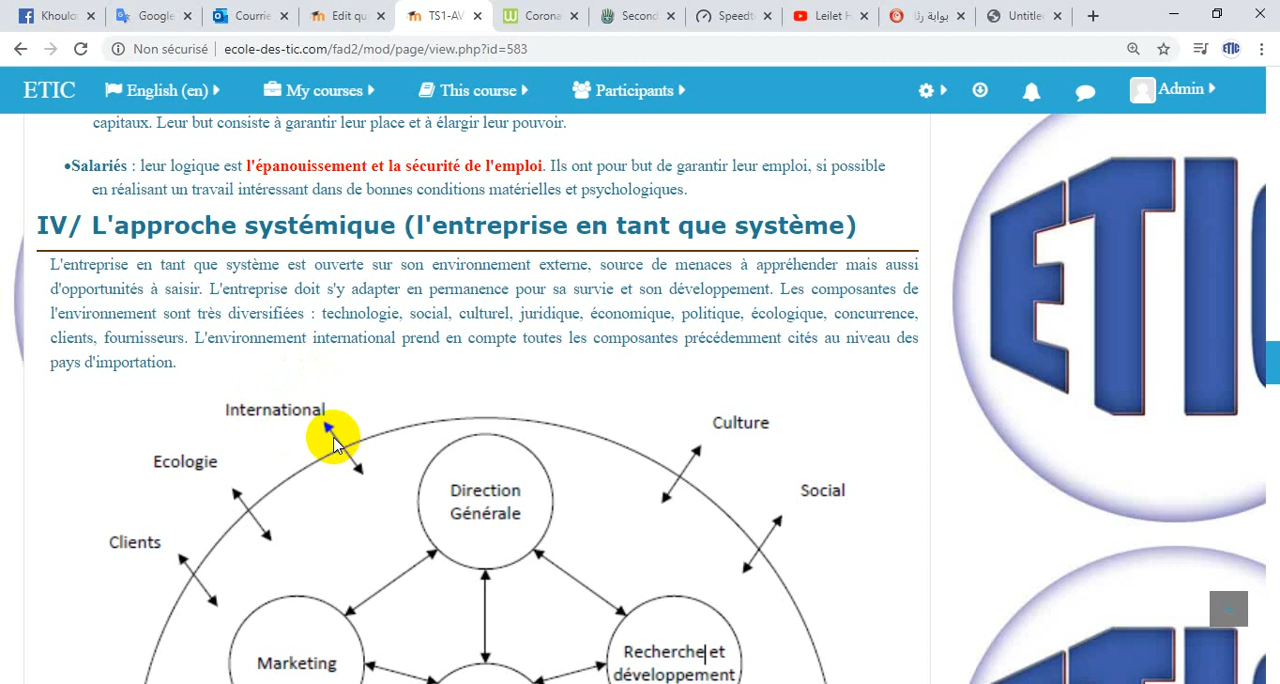 Khoulo
Google
Courrie
Edit qu
TS1-AV
Corona
Second
Speedt
Leilet H
بوابة رتا
Untitle
Non sécurisé
ecole-des-tic.com/fad2/mod/page/view.php?id=583
ETIC
ETIC
English (en)
My courses
This course
Participants
Admin
capitaux. Leur but consiste à garantir leur place et à élargir leur pouvoir.
•Salariés : leur logique est l'épanouissement et la sécurité de l'emploi. Ils ont pour but de garantir leur emploi, si possible
en réalisant un travail intéressant dans de bonnes conditions matérielles et psychologiques.
IV/ L'approche systémique (l'entreprise en tant que système)
L'entreprise en tant que système est ouverte sur son environnement externe, source de menaces à appréhender mais aussi
d'opportunités à saisir. L'entreprise doit s'y adapter en permanence pour sa survie et son développement. Les composantes de
l'environnement sont très diversifiées : technologie, social, culturel, juridique, économique, politique, écologique, concurrence,
clients, fournisseurs. L'environnement international prend en compte toutes les composantes précédemment cités au niveau des
pays d'importation.
International
Culture
Ecologie
Direction
Générale
Social
Clients
Marketing
Recherche et
développement
ETI